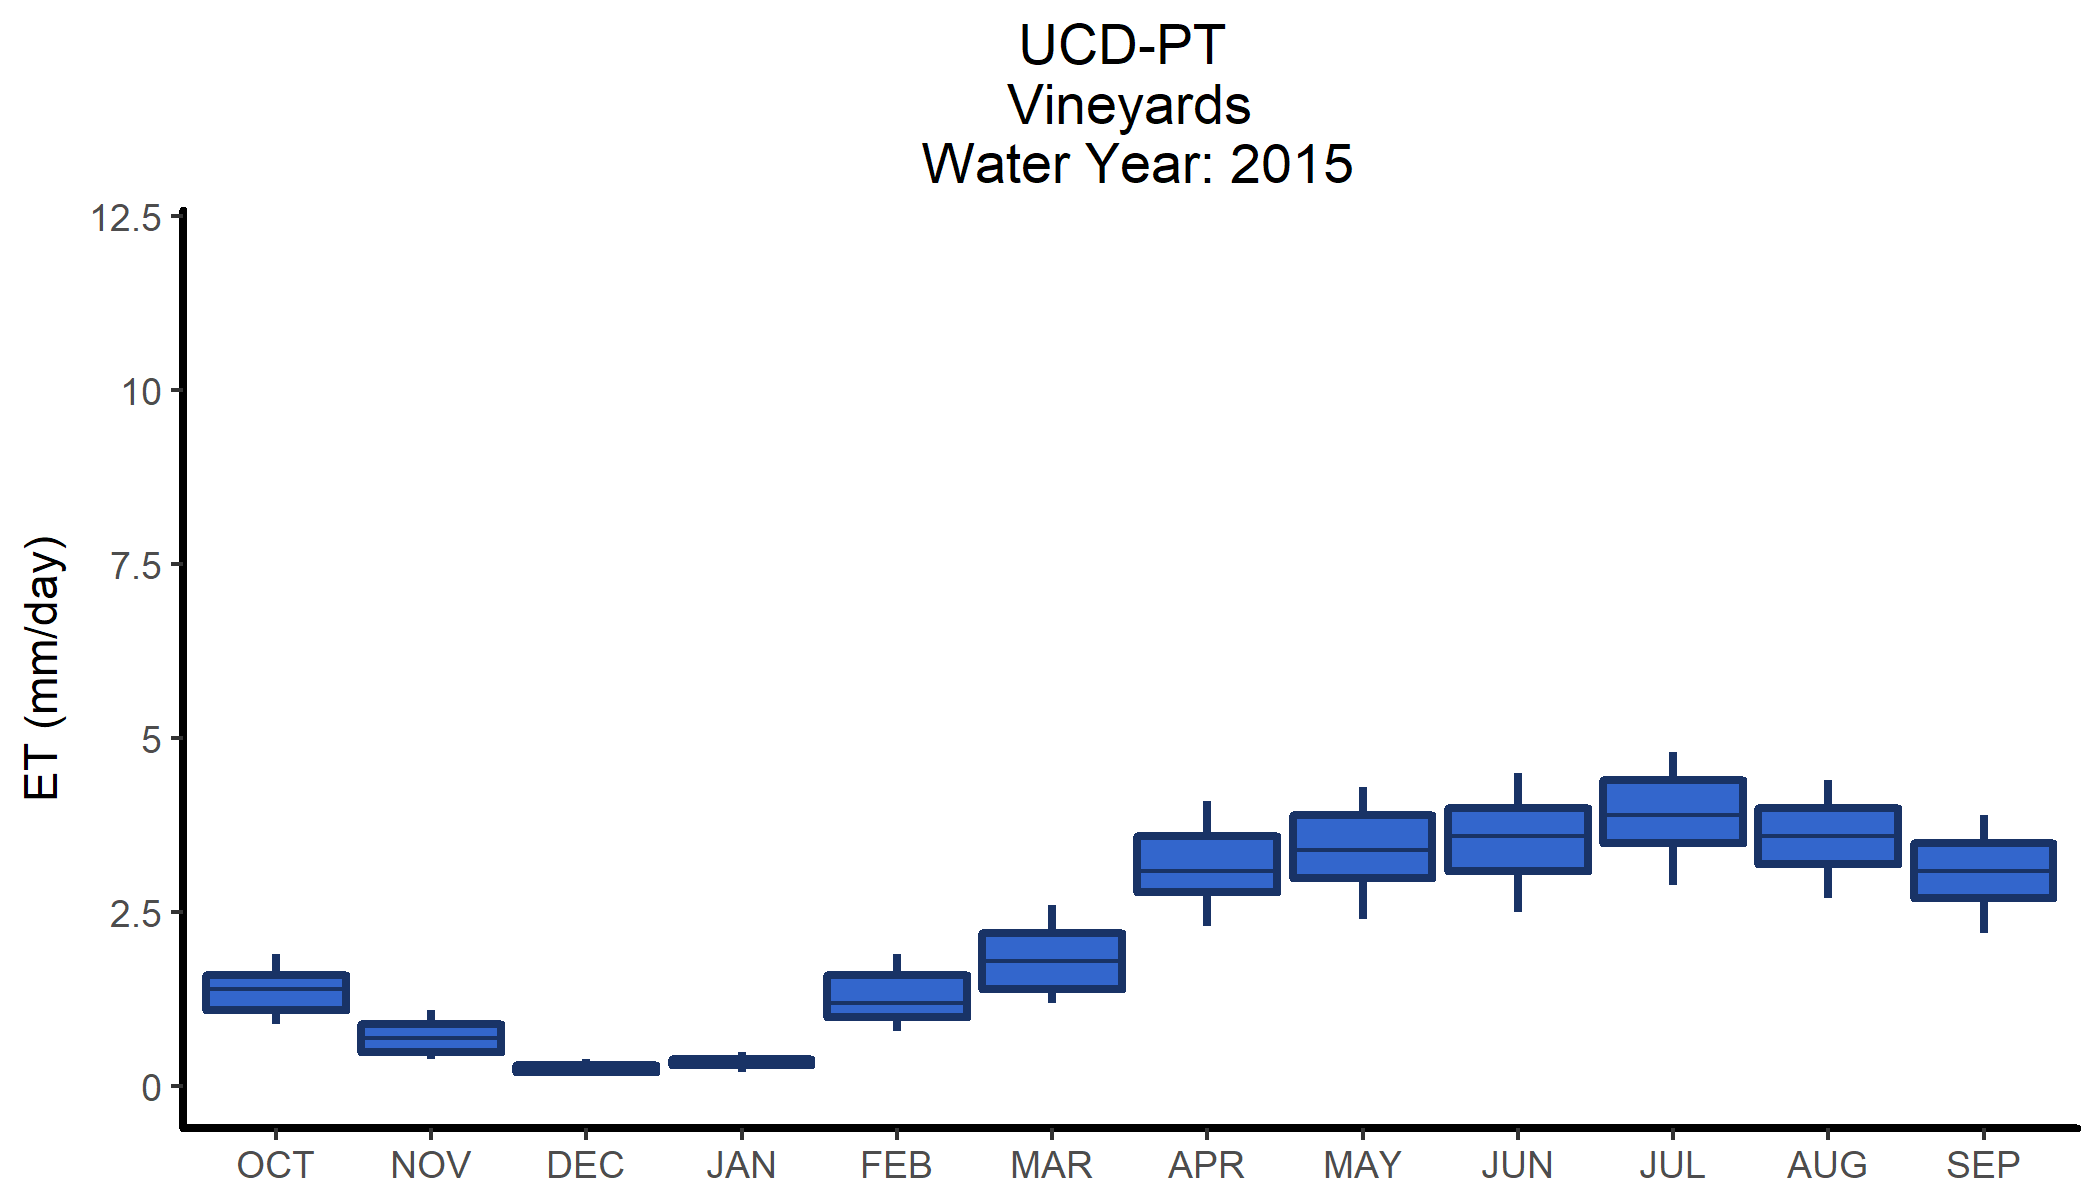 UCD-PT
Vineyards
Water Year: 2015
ET (mm/day)
12.5
10
7.5
5
2.5
0
OCT NOV DEC JAN FEB MAR APR MAY JUN JUL AUG SEP